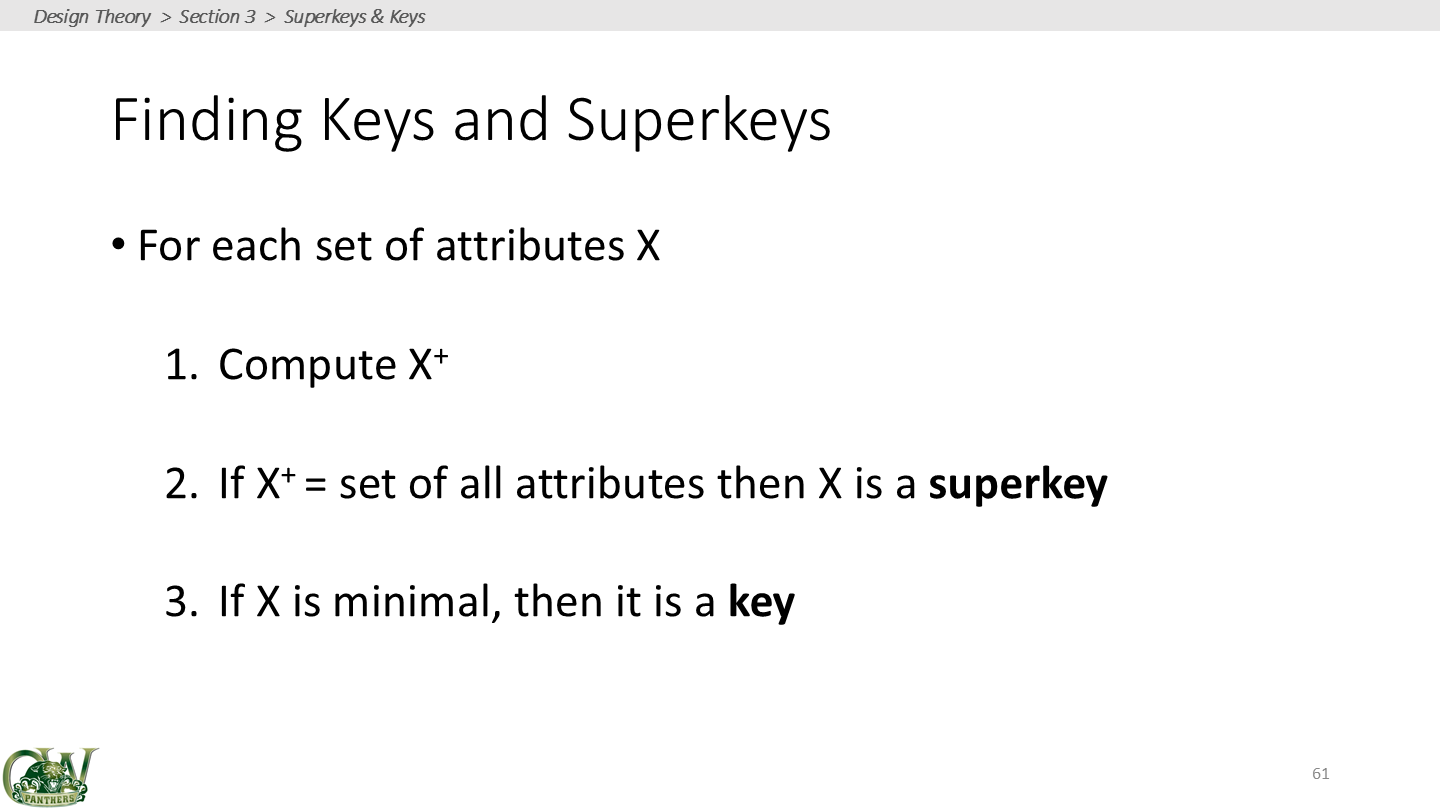 Design Theory > Section 3 > Superkeys & Keys
Finding Keys and Superkeys
• For each set of attributes X
1. Compute X⁺
2. If X⁺ = set of all attributes then X is a superkey
3. If X is minimal, then it is a key
OW
PANTHERS
61